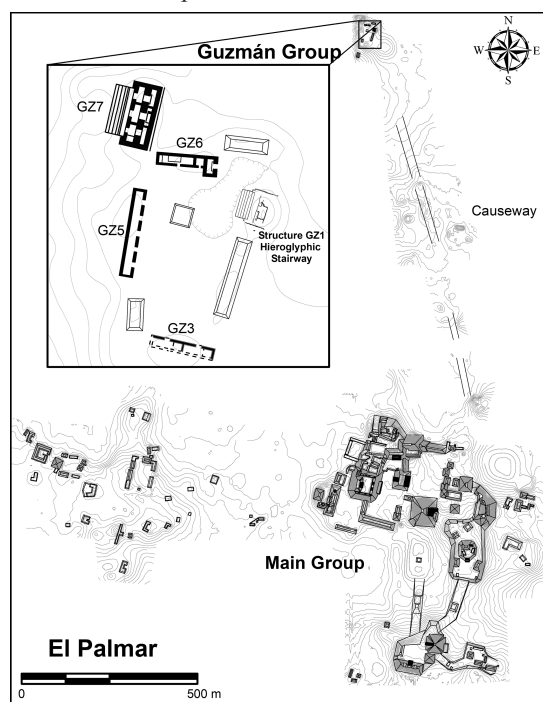 Guzmán Group
N
W
E
S
GZ7
GZ6
GZ5
Structure GZ1
Hieroglyphic
Stairway
GZ3
Causeway
Main Group
El Palmar
0
500 m